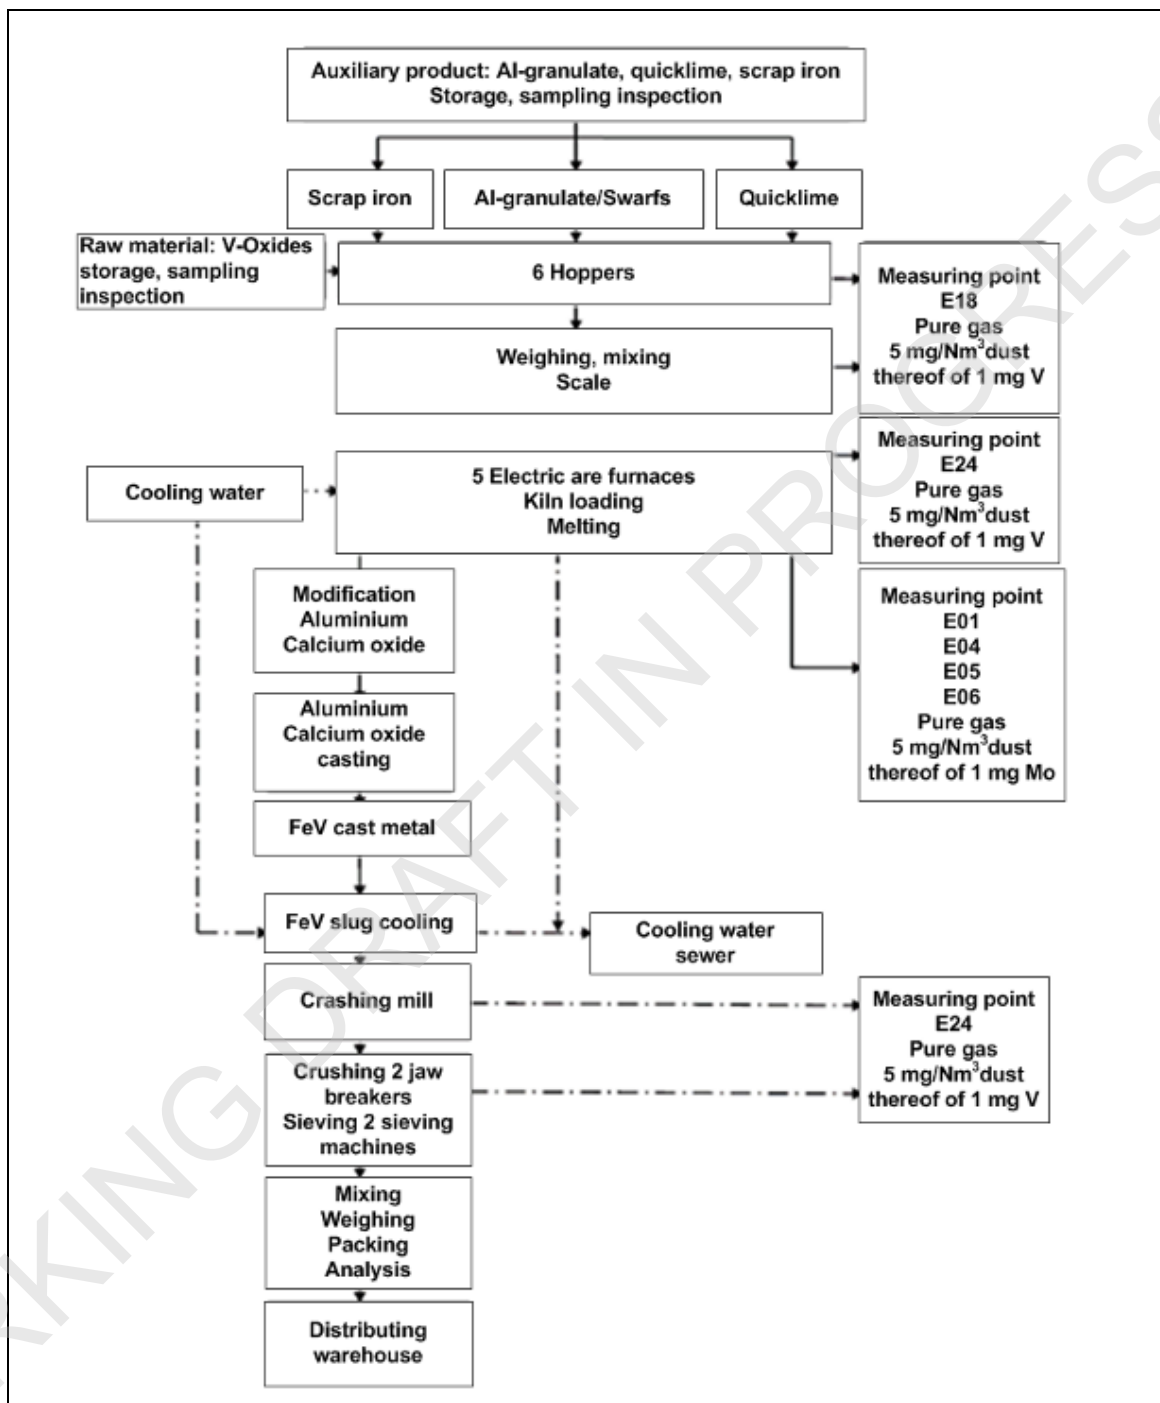 Auxiliary product: Al-granulate, quicklime, scrap iron
Storage, sampling inspection
Scrap iron
Al-granulate/Swarfs
Quicklime
Raw material: V-Oxides
storage, sampling
inspection
6 Hoppers
Measuring point
E18
Pure gas
5 mg/Nm³dust
thereof of 1 mg V
Weighing, mixing
Scale
Measuring point
E24
Pure gas
5 mg/Nm³dust
thereof of 1 mg V
Cooling water
5 Electric are furnaces
Kiln loading
Melting
Modification
Aluminium
Calcium oxide
Measuring point
E01
E04
E05
E06
Pure gas
5 mg/Nm³dust
thereof of 1 mg Mo
Aluminium
Calcium oxide
casting
FeV cast metal
FeV slug cooling
Cooling water
sewer
Crashing mill
Measuring point
E24
Pure gas
5 mg/Nm³dust
thereof of 1 mg V
Crushing 2 jaw
breakers
Sieving 2 sieving
machines
Mixing
Weighing
Packing
Analysis
Distributing
warehouse
RKING DRAFT IN PROGRESS